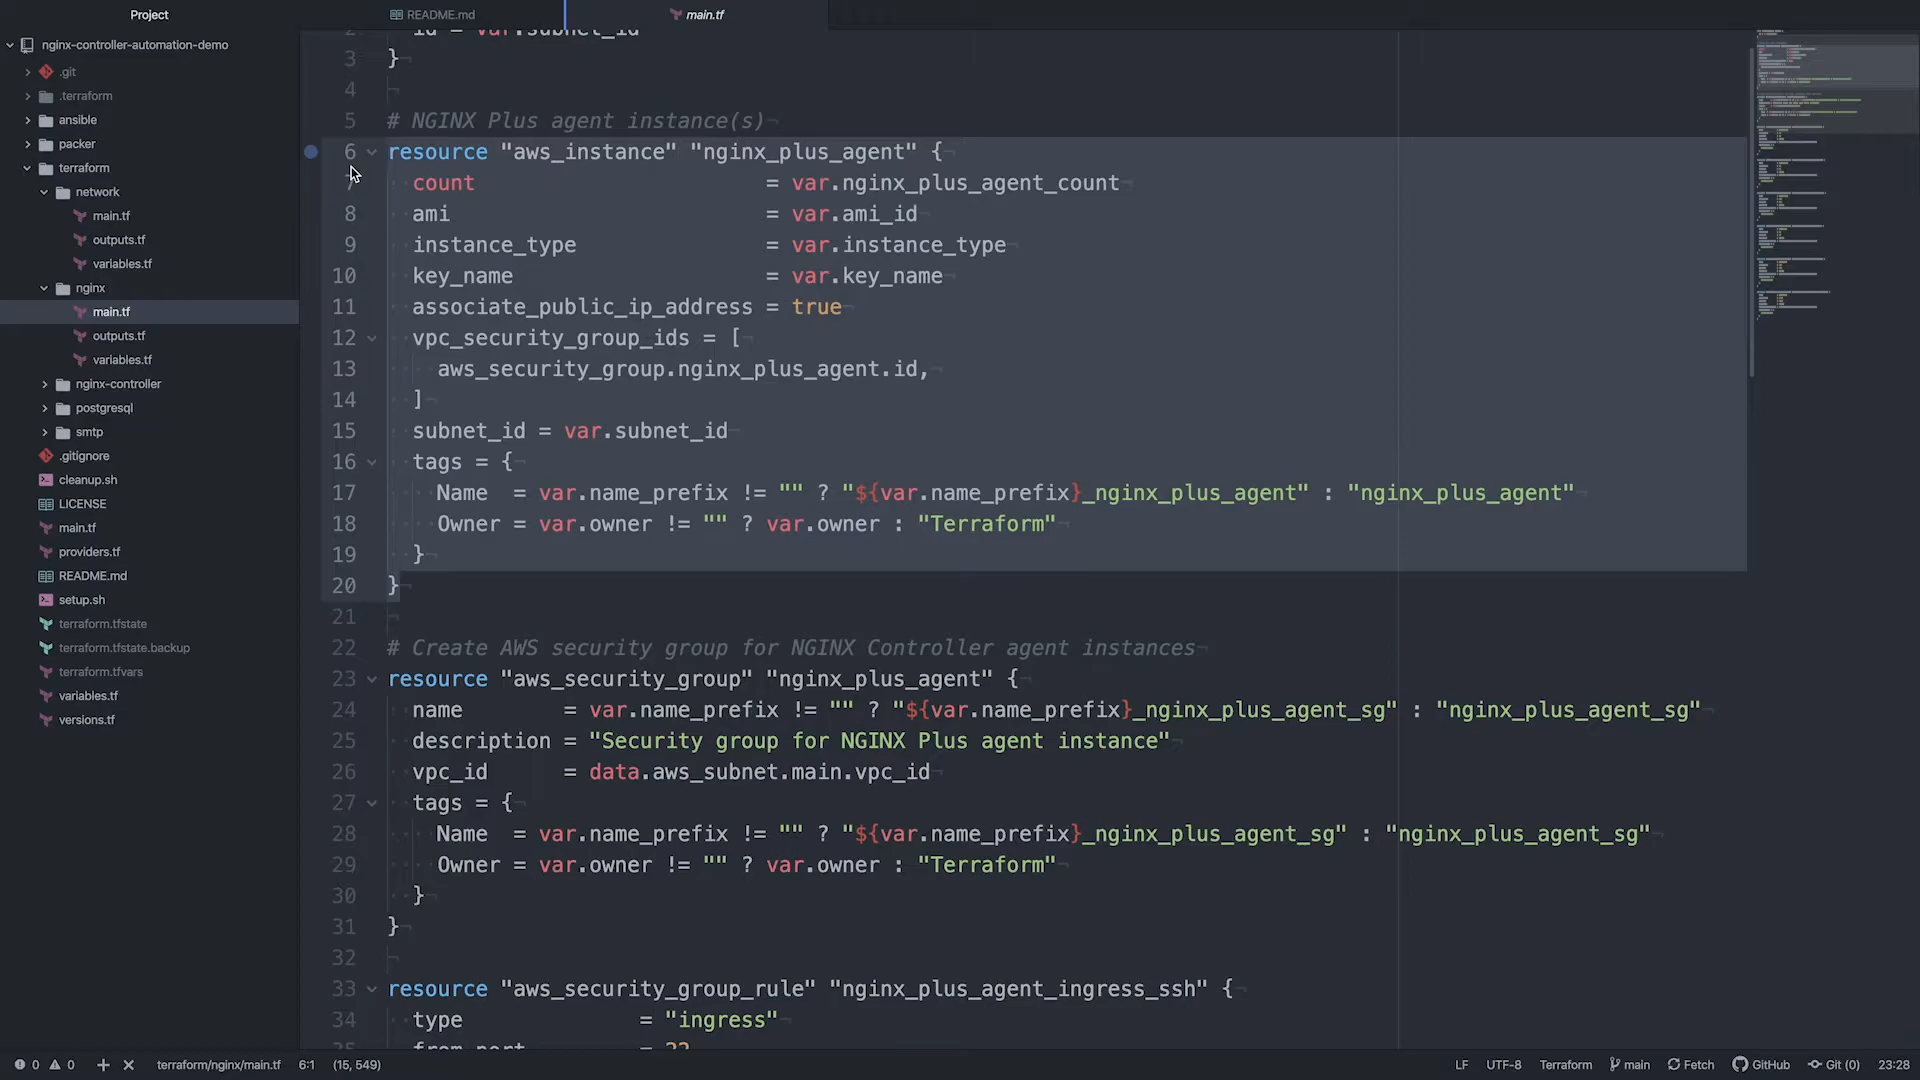 Project
README.md
main.tf
nginx-controller-automation-demo
.git
.terraform
ansible
packer
terraform
network
main.tf
outputs.tf
variables.tf
nginx
main.tf
outputs.tf
variables.tf
nginx-controller
postgresql
smtp
.gitignore
cleanup.sh
LICENSE
main.tf
providers.tf
README.md
setup.sh
terraform.tfstate
terraform.tfstate.backup
terraform.tfvars
variables.tf
versions.tf
2 id = var.subnet_id
3 }
4
5 # NGINX Plus agent instance(s)
6 resource "aws_instance" "nginx_plus_agent" {
7 count = var.nginx_plus_agent_count
8 ami = var.ami_id
9 instance_type = var.instance_type
10 key_name = var.key_name
11 associate_public_ip_address = true
12 vpc_security_group_ids = [
13 aws_security_group.nginx_plus_agent.id,
14 ]
15 subnet_id = var.subnet_id
16 tags = {
17 Name = var.name_prefix != "" ? "${var.name_prefix}_nginx_plus_agent" : "nginx_plus_agent"
18 Owner = var.owner != "" ? var.owner : "Terraform"
19 }
20 }
21
22 # Create AWS security group for NGINX Controller agent instances
23 resource "aws_security_group" "nginx_plus_agent" {
24 name = var.name_prefix != "" ? "${var.name_prefix}_nginx_plus_agent_sg" : "nginx_plus_agent_sg"
25 description = "Security group for NGINX Plus agent instance"
26 vpc_id = data.aws_subnet.main.vpc_id
27 tags = {
28 Name = var.name_prefix != "" ? "${var.name_prefix}_nginx_plus_agent_sg" : "nginx_plus_agent_sg"
29 Owner = var.owner != "" ? var.owner : "Terraform"
30 }
31 }
32
33 resource "aws_security_group_rule" "nginx_plus_agent_ingress_ssh" {
34 type = "ingress"
35 from_port = 22
0 0 terraform/nginx/main.tf 6:1 (15, 549) LF UTF-8 Terraform main Fetch GitHub Git (0) 23:28